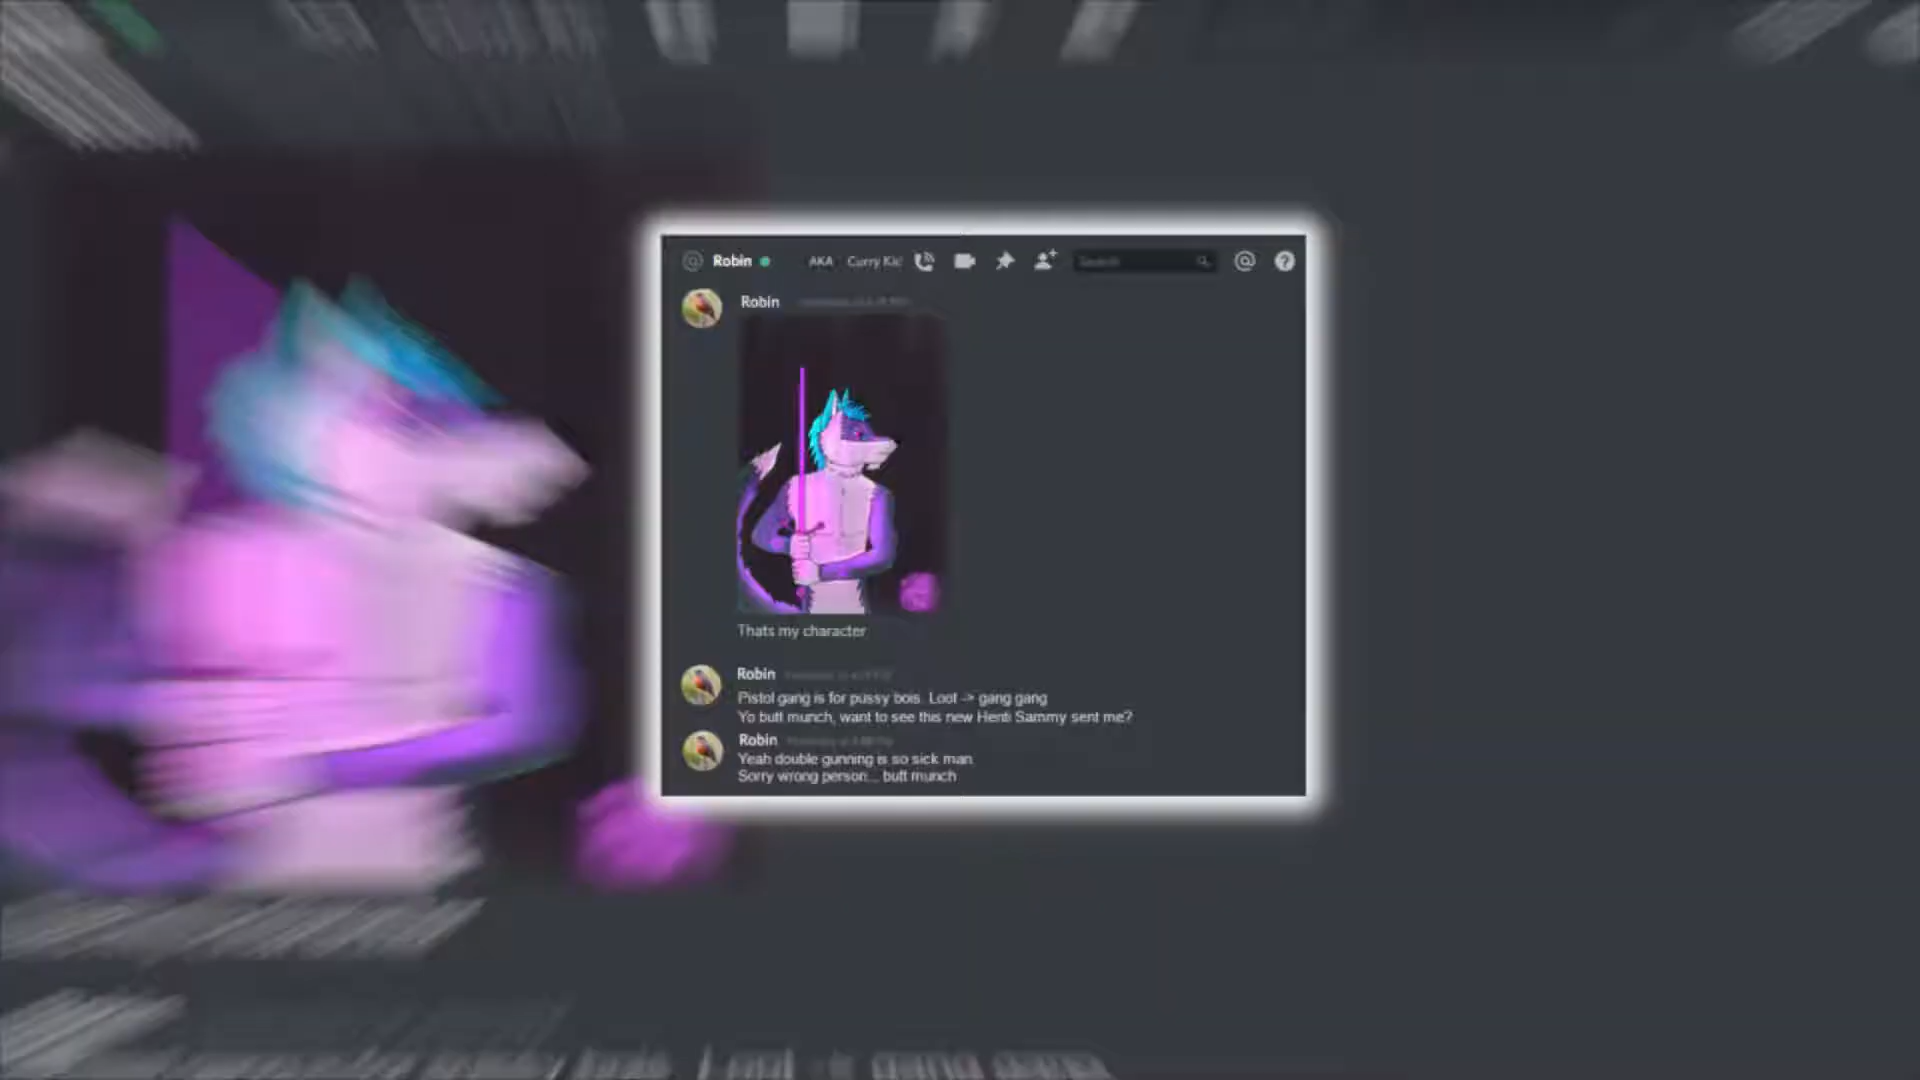 Robin AKA Curry Kic Search
Robin
Thats my character
Robin
Pistol gang is for pussy bois. Loot -> gang gang
Yo butt munch, want to see this new Henti Sammy sent me?
Robin
Yeah double gunning is so sick man
Sorry wrong person... butt munch